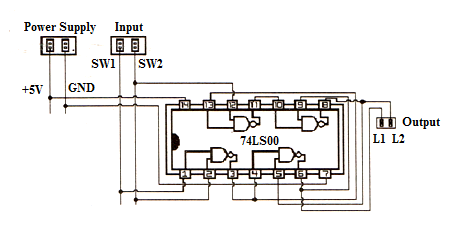 Power Supply Input
SW1 SW2
+5V GND
14 13 12 11 10 9 8
Output
74LS00
L1 L2
1 2 3 4 5 6 7